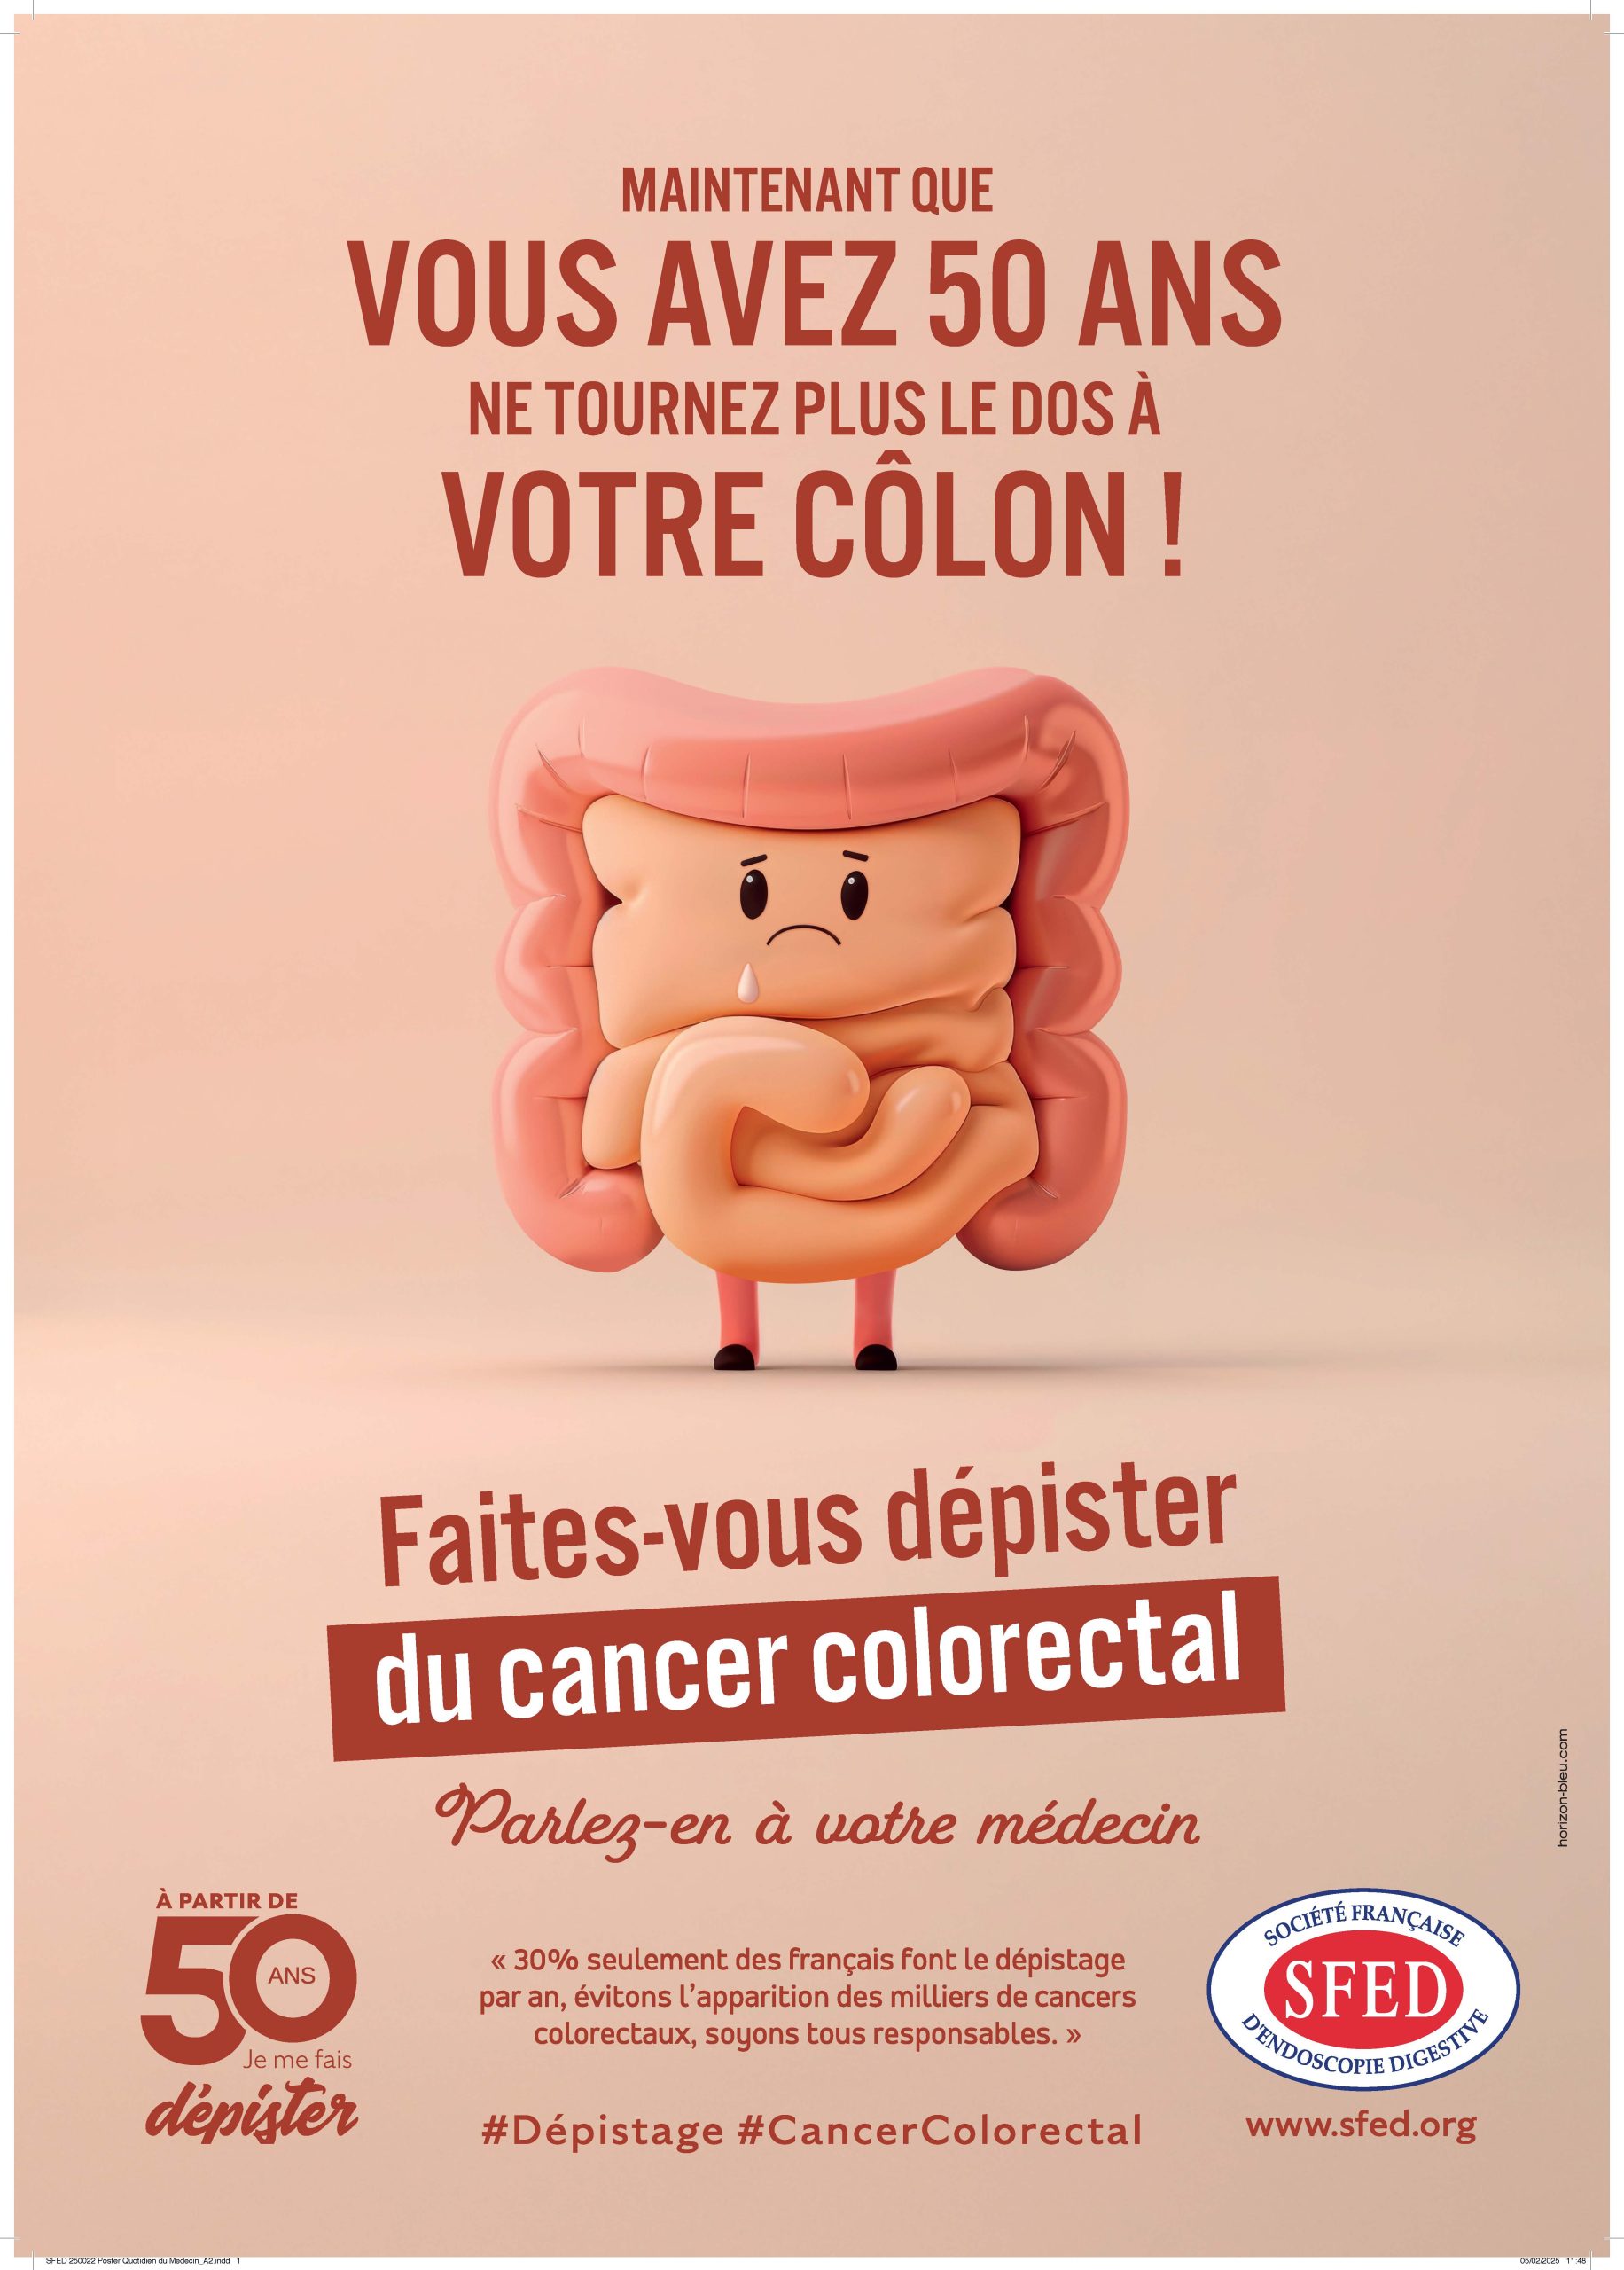 MAINTENANT QUE
VOUS AVEZ 50 ANS
NE TOURNEZ PLUS LE DOS À
VOTRE CÔLON !
Faites-vous dépister
du cancer colorectal
Parlez-en à votre médecin
horizon-bleu.com
À PARTIR DE
50
ANS
Je me fais
dépister
« 30% seulement des français font le dépistage
par an, évitons l’apparition des milliers de cancers
colorectaux, soyons tous responsables. »
#Dépistage #CancerColorectal
SOCIÉTÉ FRANÇAISE
SFED
D'ENDOSCOPIE DIGESTIVE
www.sfed.org
SFED 250022 Poster Quotidien du Medecin_A2.indd 1
05/02/2025 11:48